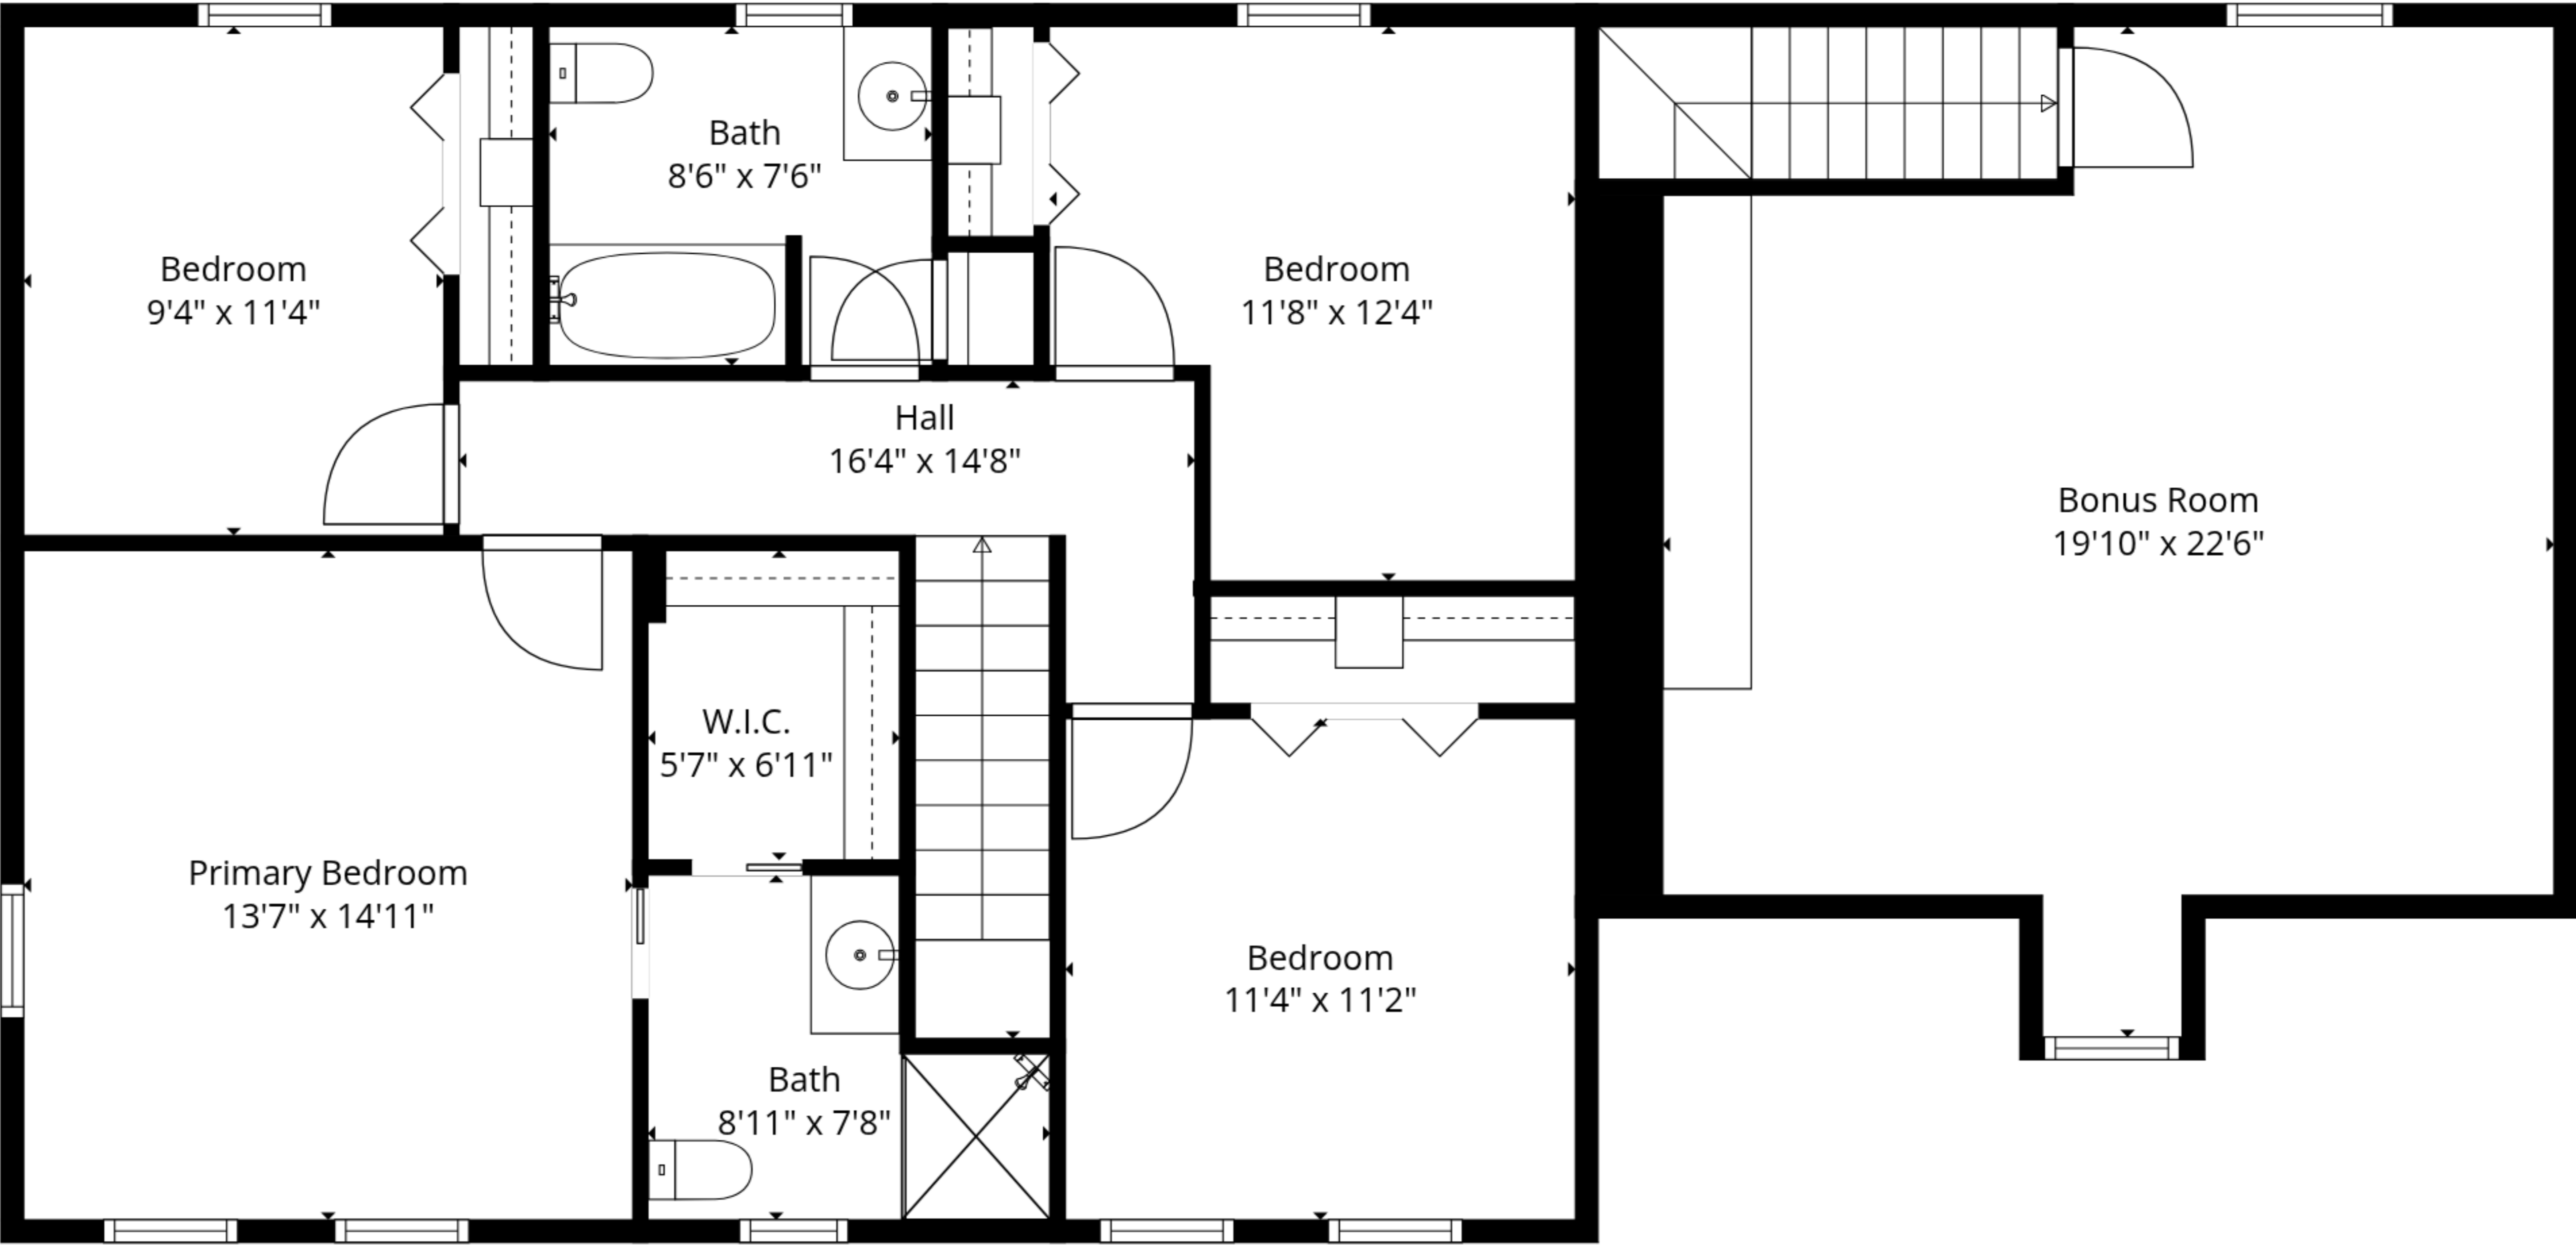 Bath
8'6" x 7'6"
Bedroom
9'4" x 11'4"
Bedroom
11'8" x 12'4"
Hall
16'4" x 14'8"
Bonus Room
19'10" x 22'6"
W.I.C.
5'7" x 6'11"
Primary Bedroom
13'7" x 14'11"
Bedroom
11'4" x 11'2"
Bath
8'11" x 7'8"